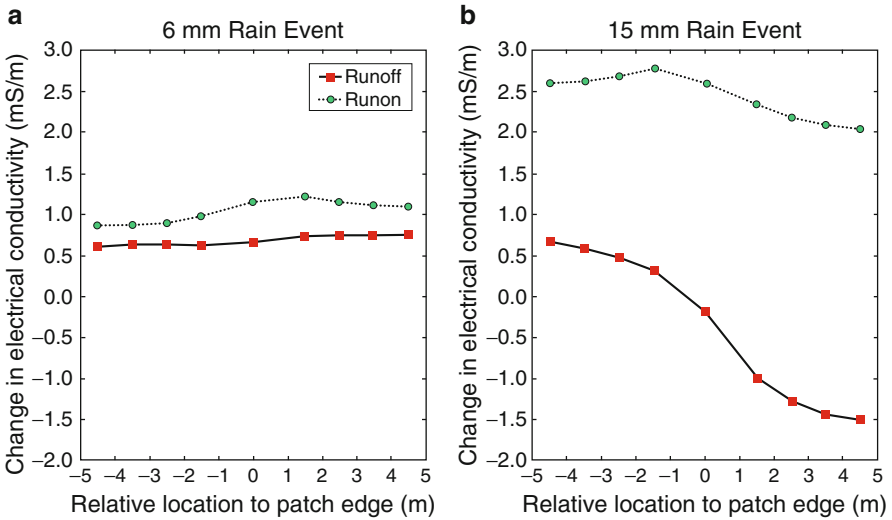 a
6 mm Rain Event
Change in electrical conductivity (mS/m)
3.0
2.5
2.0
1.5
1.0
0.5
0.0
−0.5
−1.0
−1.5
−2.0
Runoff
Runon
−5 −4 −3 −2 −1 0 1 2 3 4 5
Relative location to patch edge (m)
b
15 mm Rain Event
Change in electrical conductivity (mS/m)
3.0
2.5
2.0
1.5
1.0
0.5
0.0
−0.5
−1.0
−1.5
−2.0
−5 −4 −3 −2 −1 0 1 2 3 4 5
Relative location to patch edge (m)